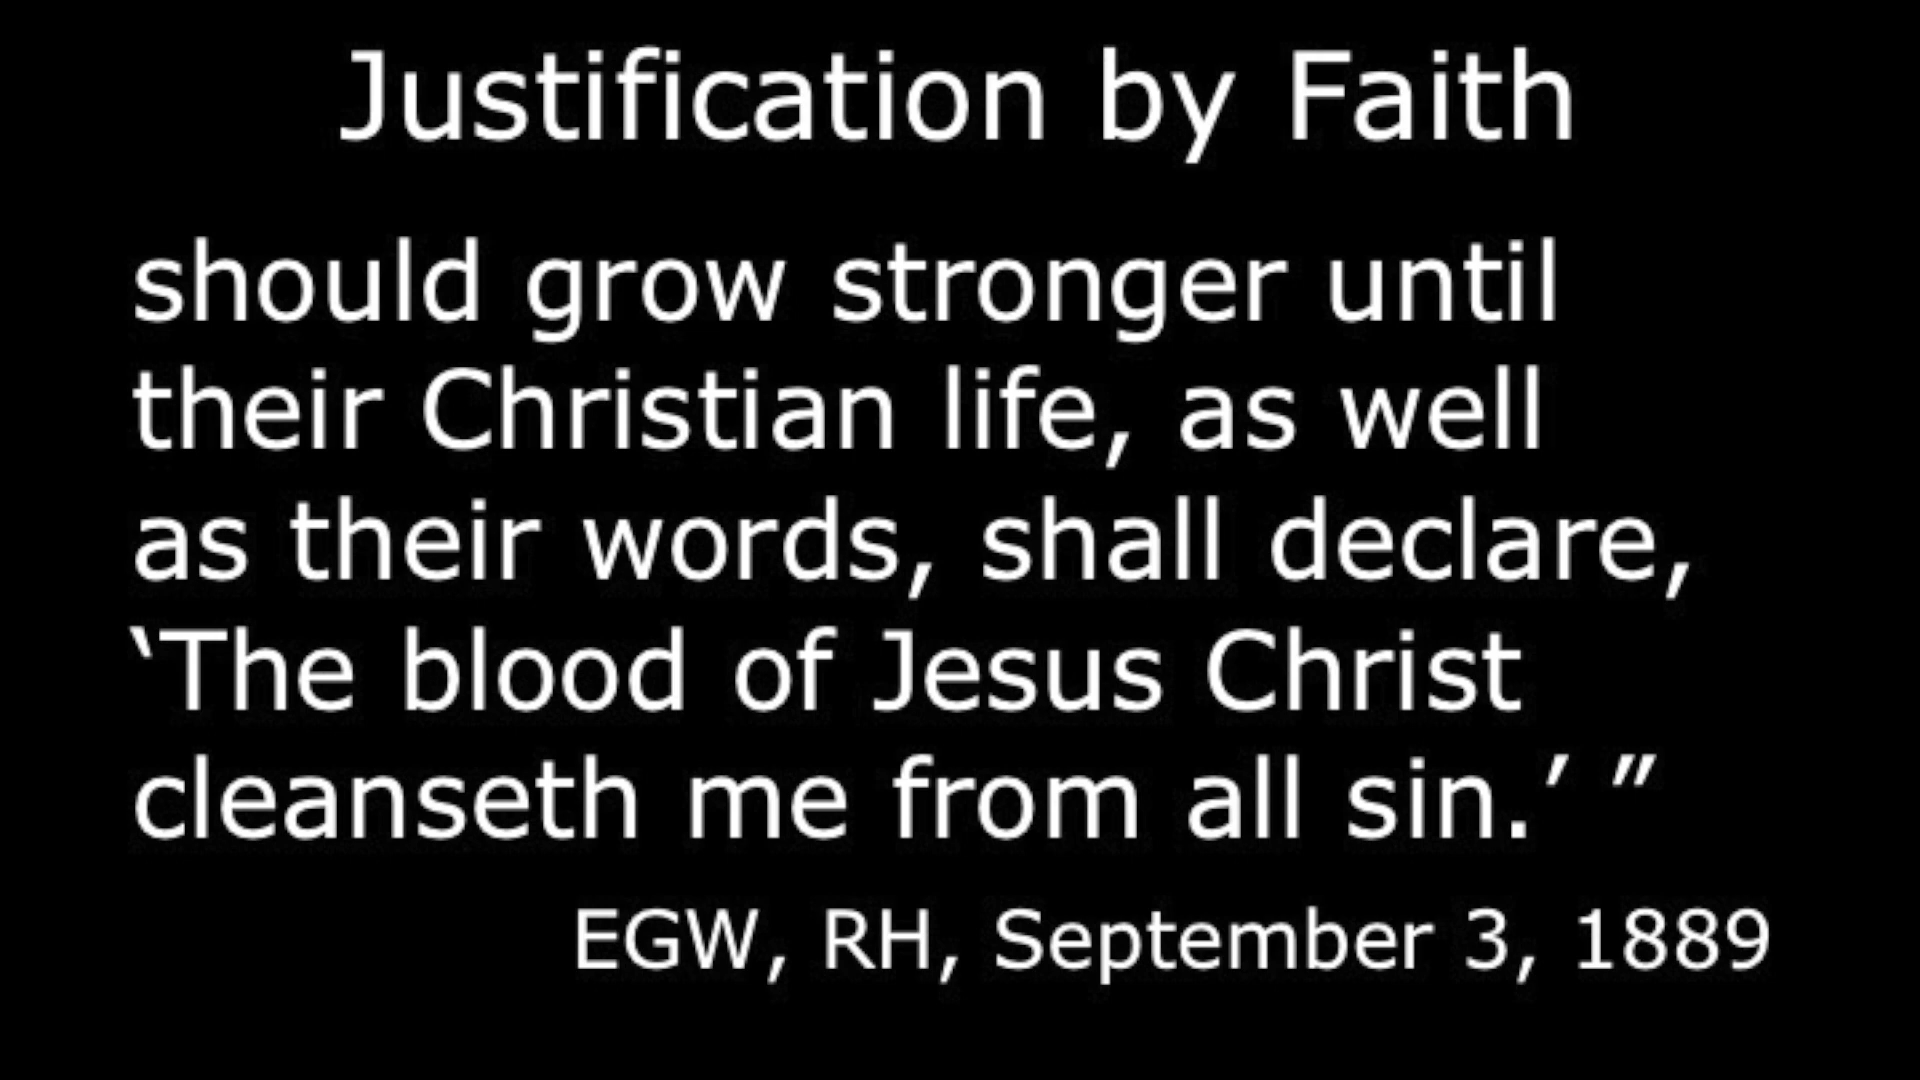 Justification by Faith
should grow stronger until
their Christian life, as well
as their words, shall declare,
‘The blood of Jesus Christ
cleanseth me from all sin.’ ”
EGW, RH, September 3, 1889